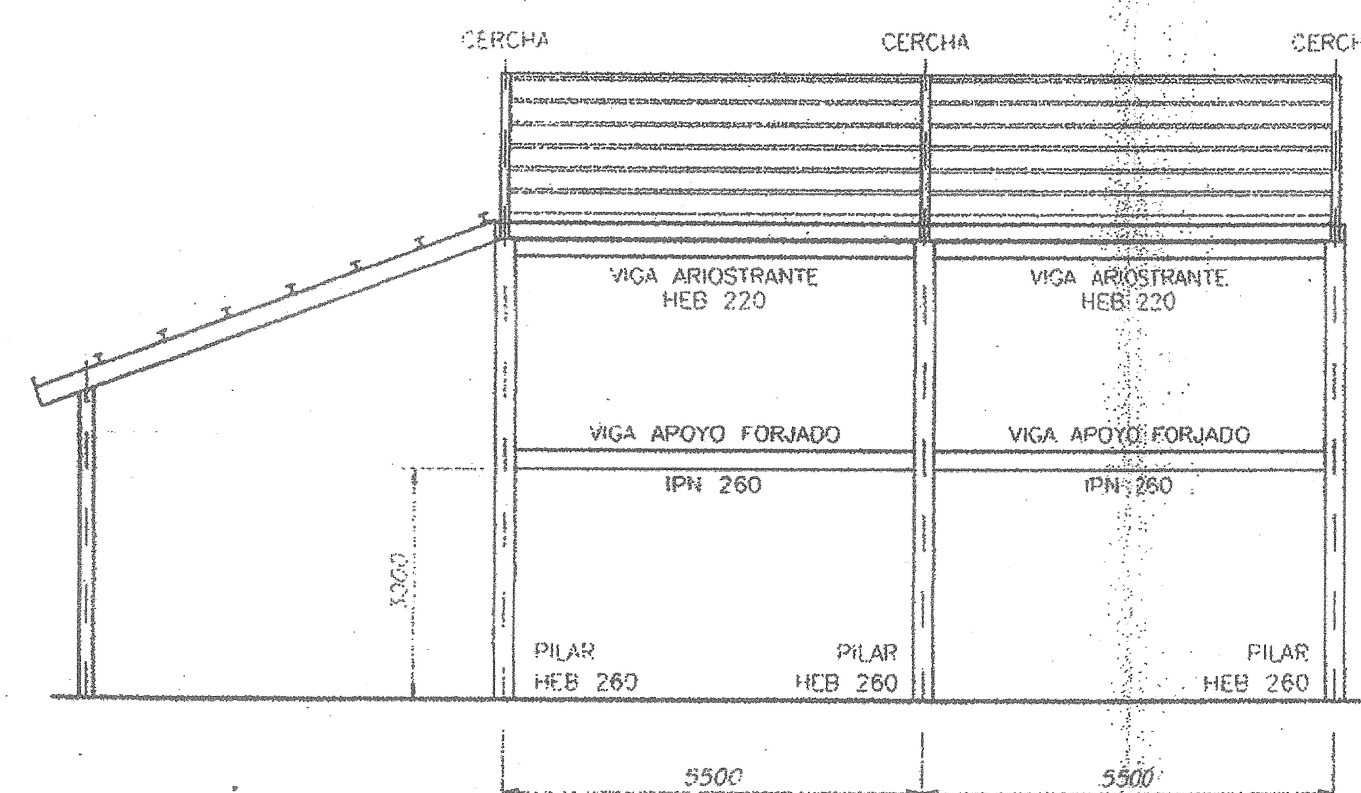 CERCHA
CERCHA
CERCH
VIGA ARIOSTRANTE
HEB 220
VIGA ARIOSTRANTE
HEB 220
VIGA APOYO FORJADO
IPN 260
VIGA APOYO FORJADO
IPN 260
3000
PILAR
HEB 260
PILAR
HEB 260
PILAR
HEB 260
5500
5500